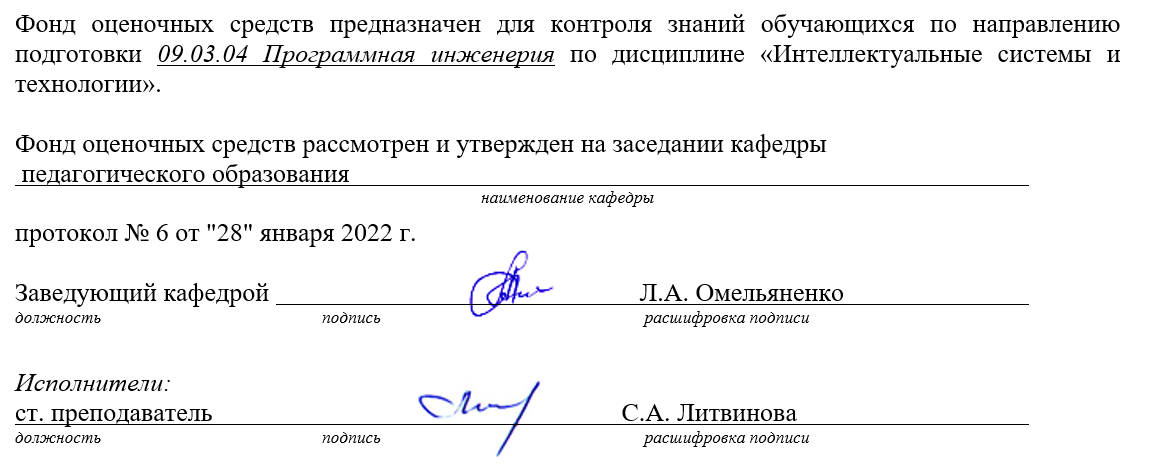 Фонд оценочных средств предназначен для контроля знаний обучающихся по направлению
подготовки 09.03.04 Программная инженерия по дисциплине «Интеллектуальные системы и
технологии».
Фонд оценочных средств рассмотрен и утвержден на заседании кафедры
педагогического образования
наименование кафедры
протокол № 6 от "28" января 2022 г.
Заведующий кафедрой Л.А. Омельяненко
должность подпись расшифровка подписи
Исполнители:
ст. преподаватель С.А. Литвинова
должность подпись расшифровка подписи